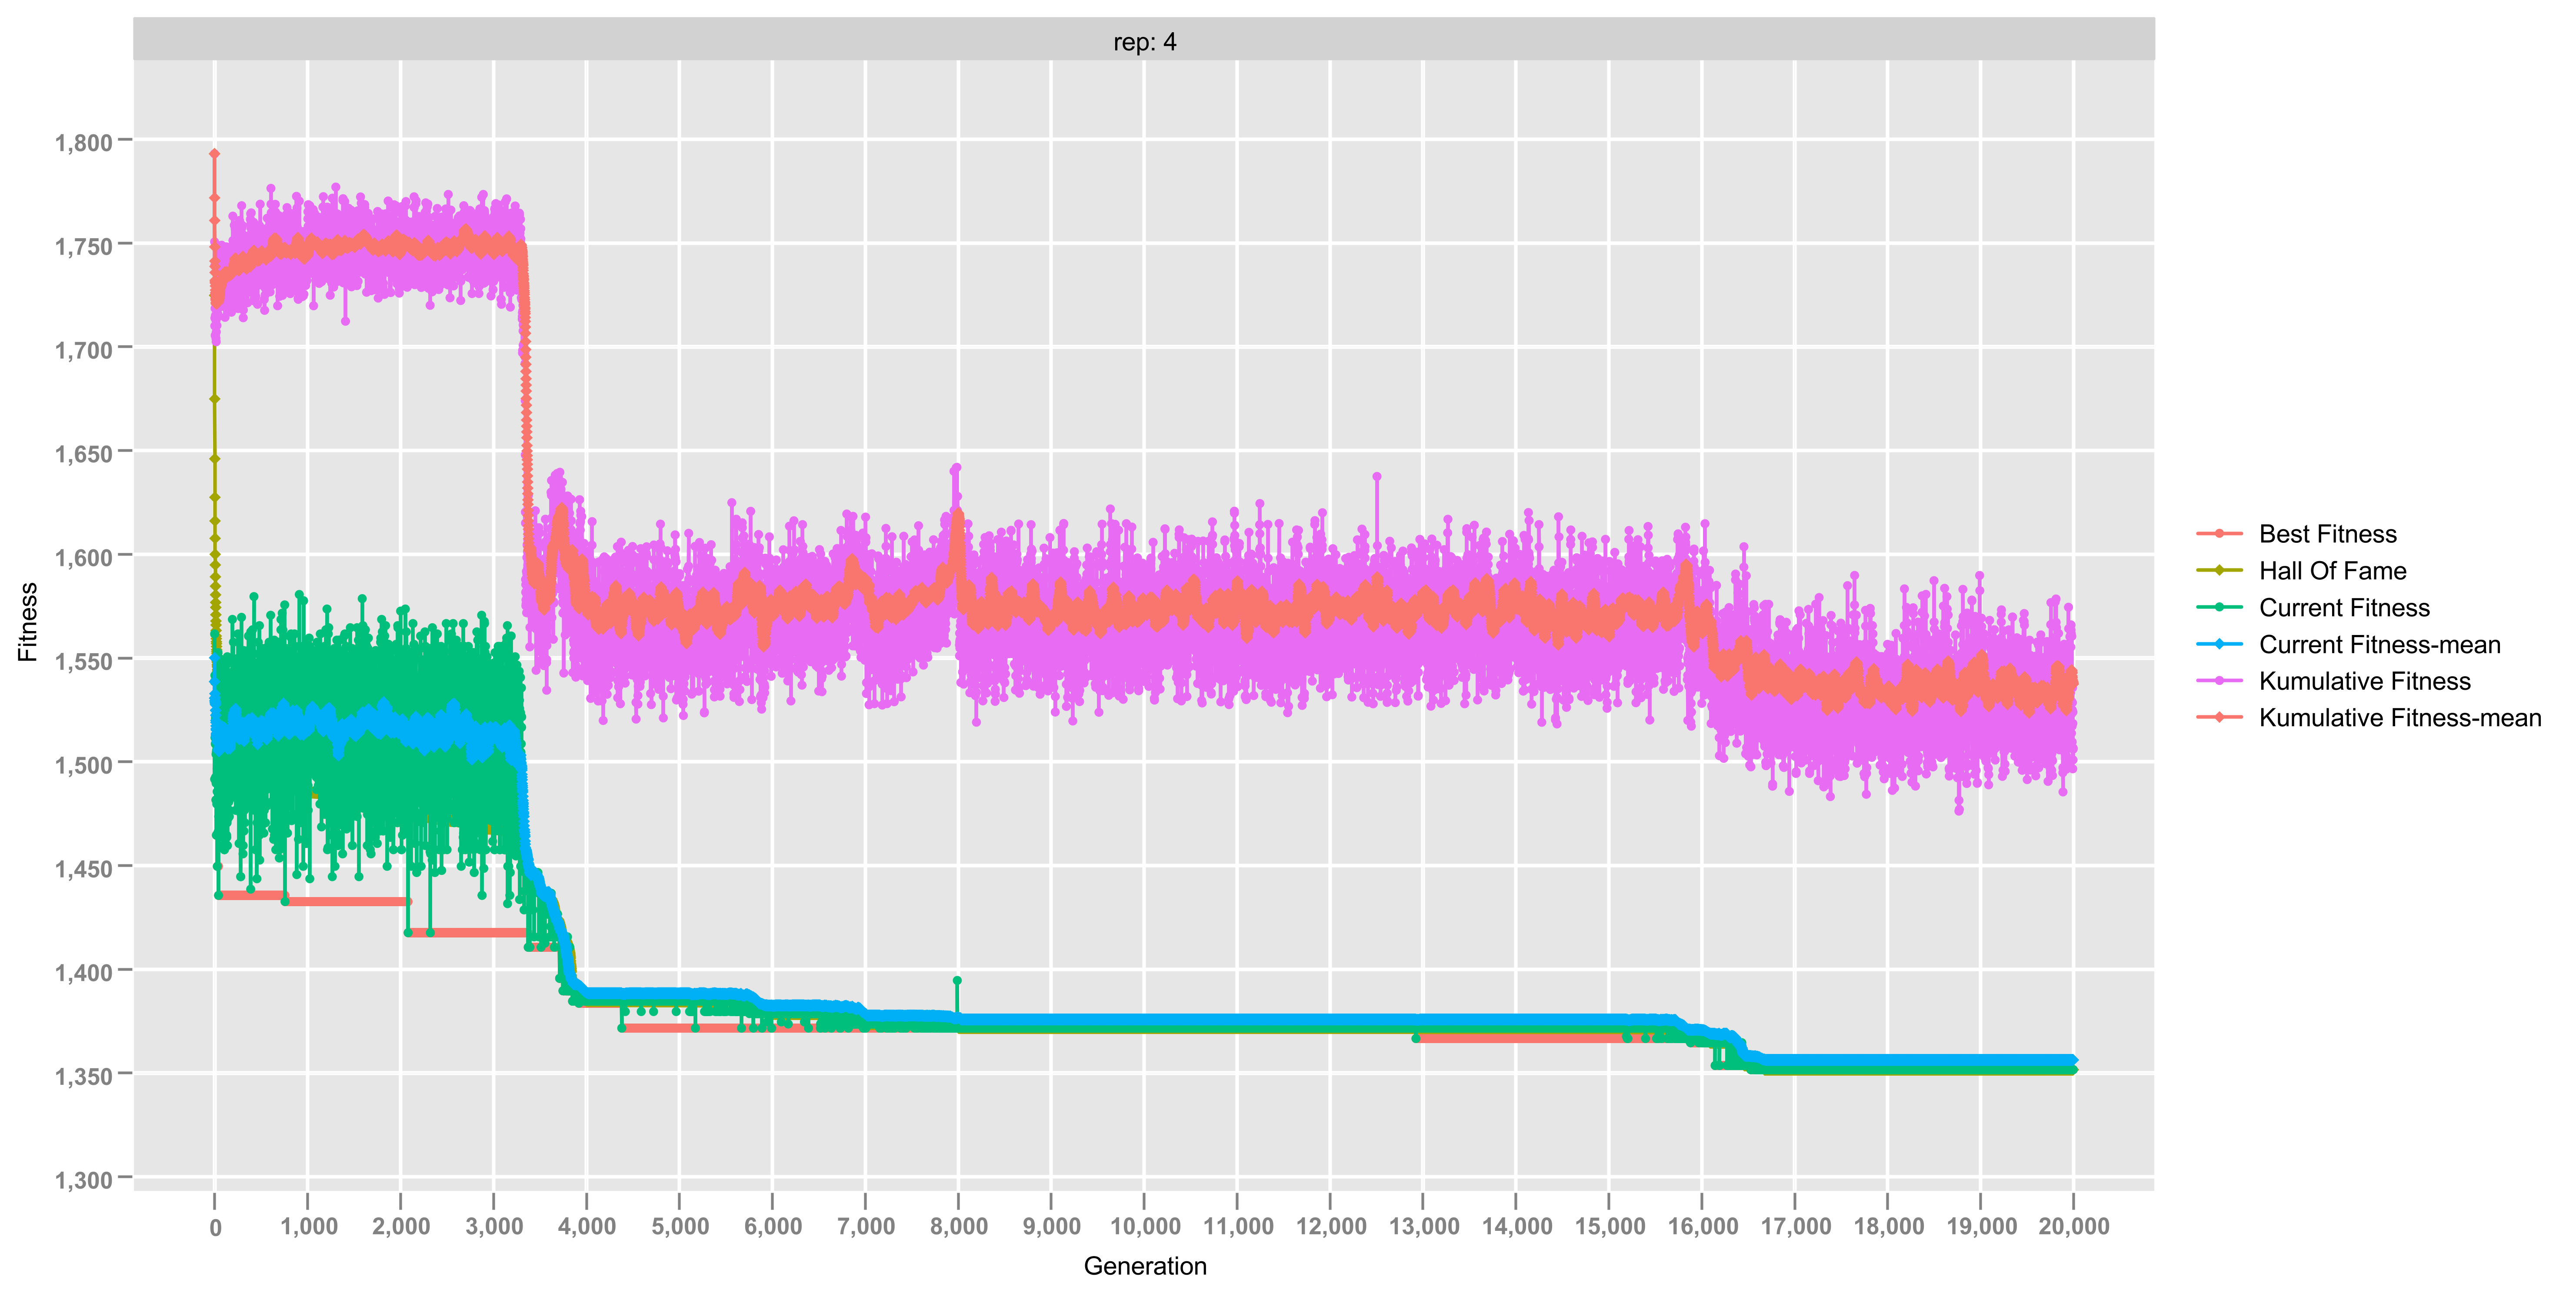 rep: 4
1,800
1,750
1,700
1,650
1,600
1,550
1,500
1,450
1,400
1,350
1,300
Fitness
0 1,000 2,000 3,000 4,000 5,000 6,000 7,000 8,000 9,000 10,000 11,000 12,000 13,000 14,000 15,000 16,000 17,000 18,000 19,000 20,000
Generation
Best Fitness
Hall Of Fame
Current Fitness
Current Fitness-mean
Kumulative Fitness
Kumulative Fitness-mean